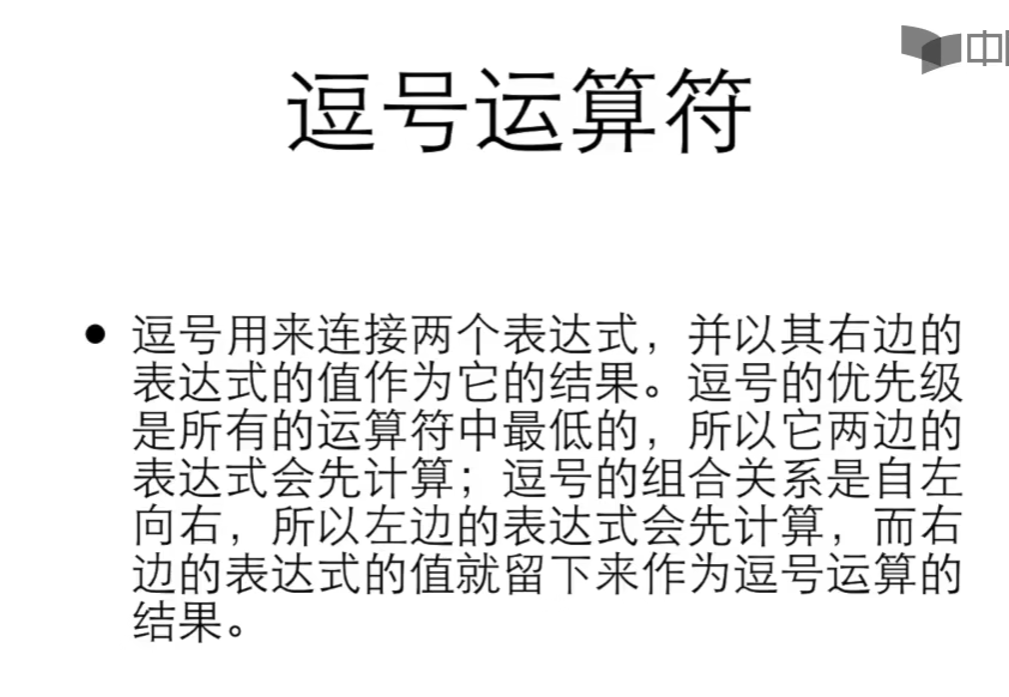 中
逗号运算符
• 逗号用来连接两个表达式，并以其右边的
表达式的值作为它的结果。逗号的优先级
是所有的运算符中最低的，所以它两边的
表达式会先计算；逗号的组合关系是自左
向右，所以左边的表达式会先计算，而右
边的表达式的值就留下来作为逗号运算的
结果。